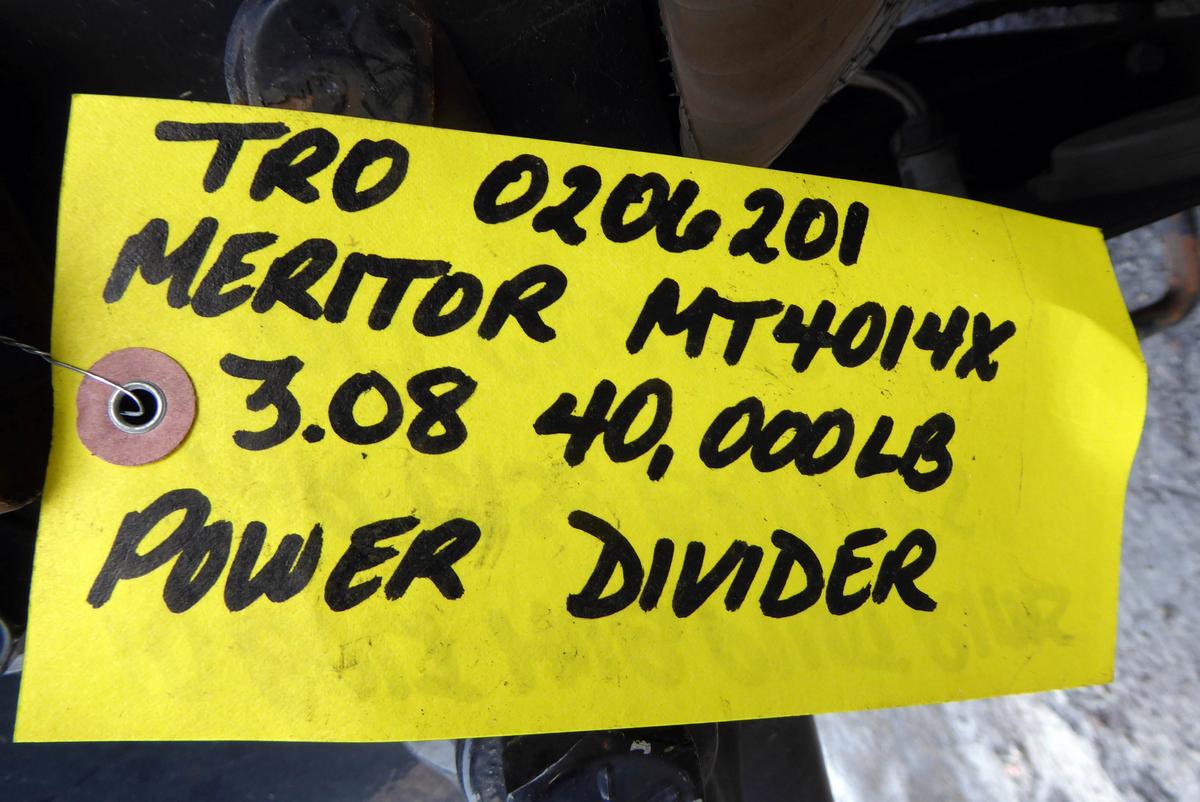 TRO 0206201
MERITOR MT4014X
3.08 40,000LB
POWER DIVIDER